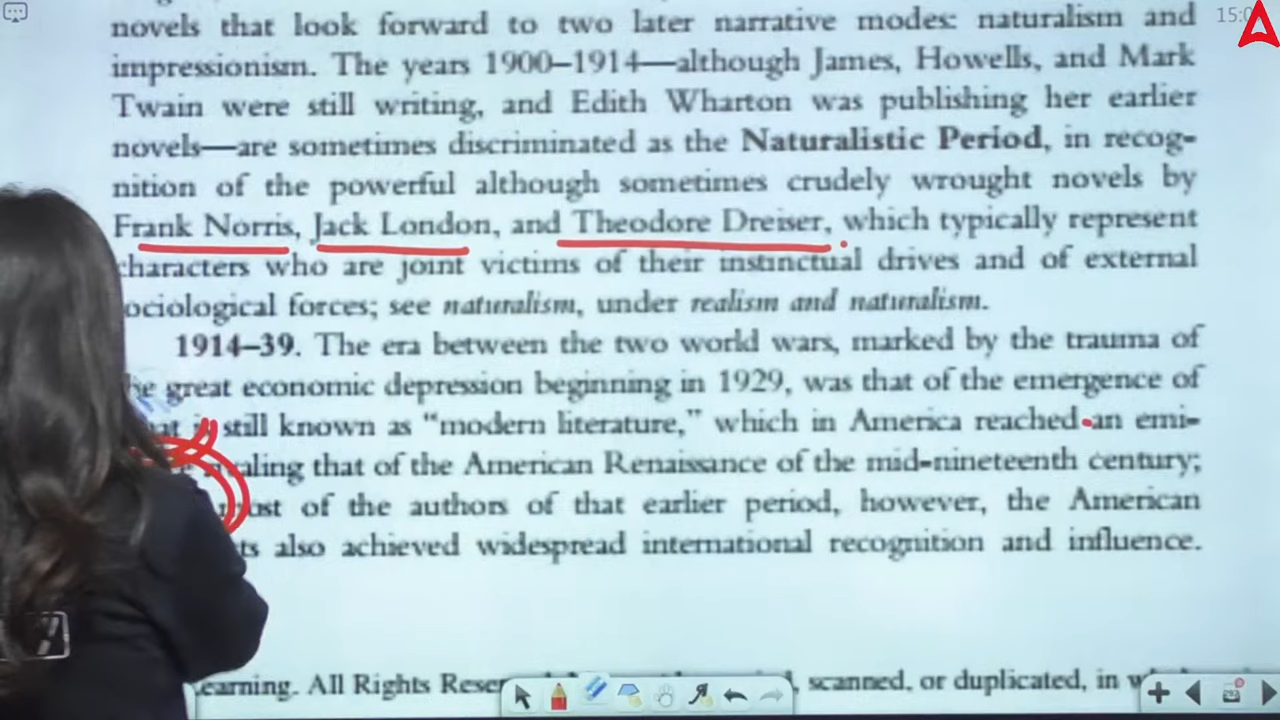 novels that look forward to two later narrative modes: naturalism and
impressionism. The years 1900–1914—although James, Howells, and Mark
Twain were still writing, and Edith Wharton was publishing her earlier
novels—are sometimes discriminated as the Naturalistic Period, in recog-
nition of the powerful although sometimes crudely wrought novels by
Frank Norris, Jack London, and Theodore Dreiser, which typically represent
characters who are joint victims of their instinctual drives and of external
ociological forces; see naturalism, under realism and naturalism.
1914–39. The era between the two world wars, marked by the trauma of
great economic depression beginning in 1929, was that of the emergence of
still known as “modern literature,” which in America reached an emi-
aling that of the American Renaissance of the mid-nineteenth century;
of the authors of that earlier period, however, the American
ts also achieved widespread international recognition and influence.
earning. All Rights , scanned, or duplicated, in